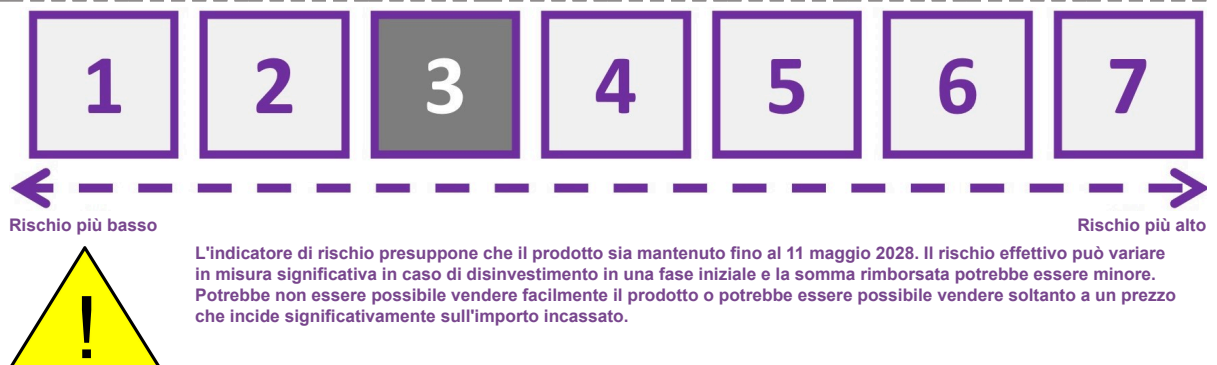 1 2 3 4 5 6 7
Rischio più basso
Rischio più alto
L'indicatore di rischio presuppone che il prodotto sia mantenuto fino al 11 maggio 2028. Il rischio effettivo può variare
in misura significativa in caso di disinvestimento in una fase iniziale e la somma rimborsata potrebbe essere minore.
Potrebbe non essere possibile vendere facilmente il prodotto o potrebbe essere possibile vendere soltanto a un prezzo
che incide significativamente sull'importo incassato.
!